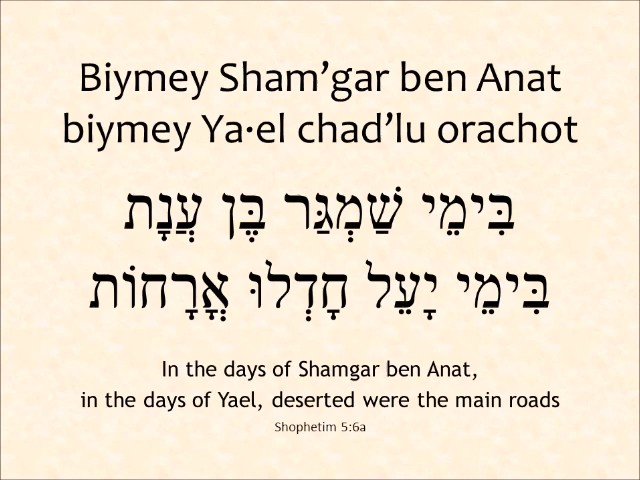 Biymey Sham’gar ben Anat
biymey Ya·el chad’lu orachot
בִּימֵי שַׁמְגַּר בֶּן עֲנָת
בִּימֵי יָעֵל חָדְלוּ אֳרָחוֹת
In the days of Shamgar ben Anat,
in the days of Yael, deserted were the main roads
Shophetim 5:6a